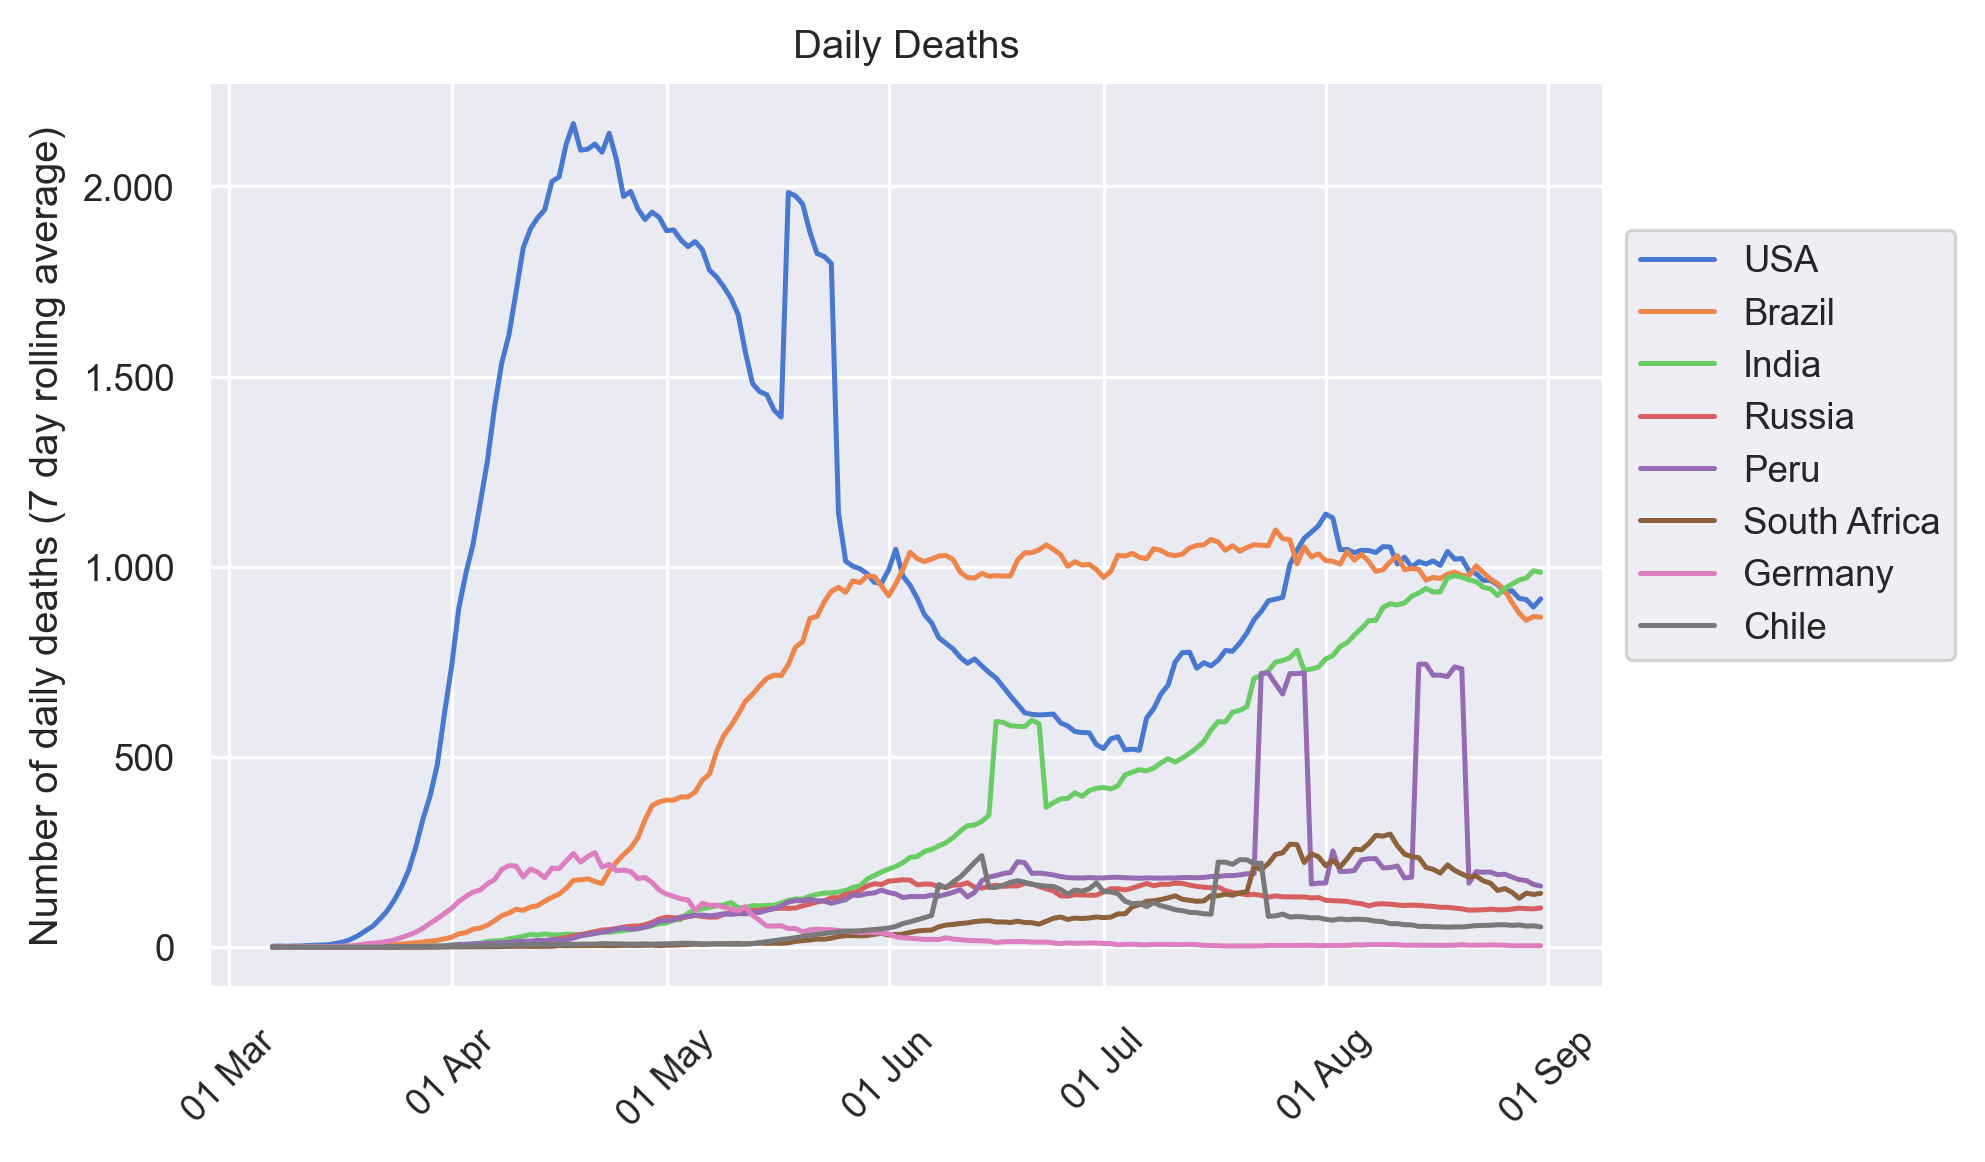 Daily Deaths
Number of daily deaths (7 day rolling average)
2.000
1.500
1.000
500
0
01 Mar
01 Apr
01 May
01 Jun
01 Jul
01 Aug
01 Sep
USA
Brazil
India
Russia
Peru
South Africa
Germany
Chile